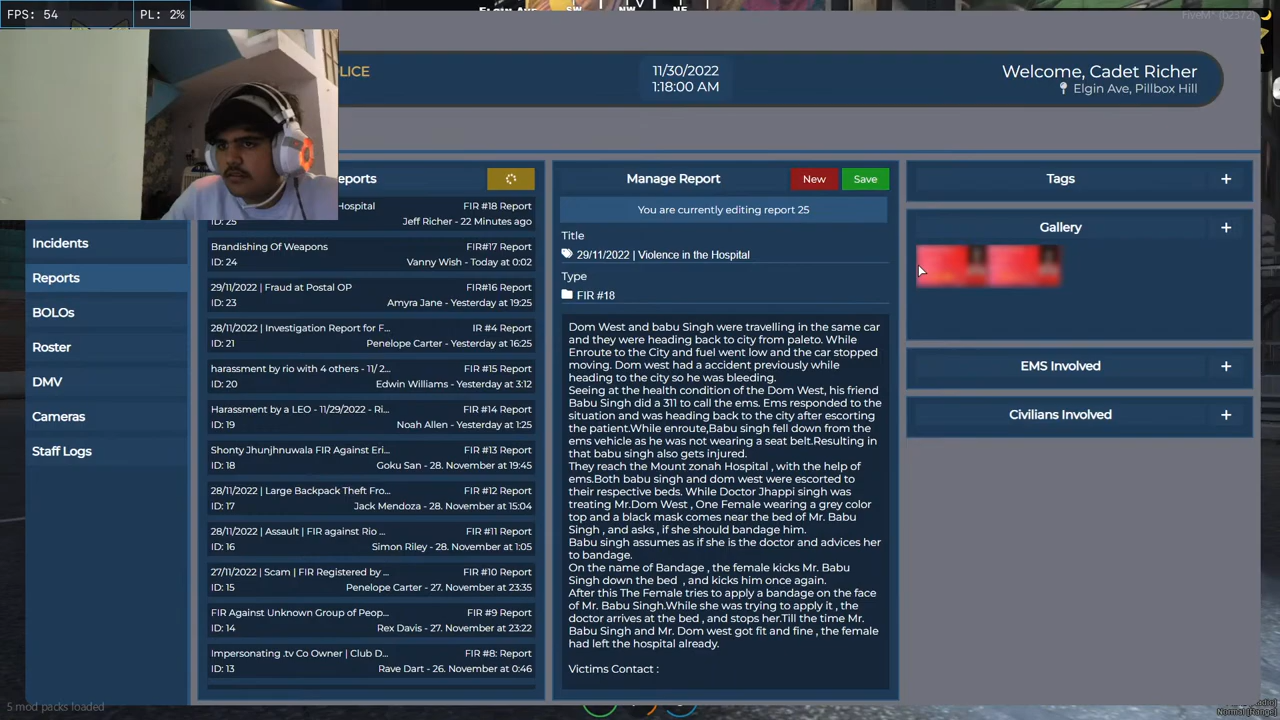 FPS: 54 PL: 2%
Elgin Ave SW NW NE
FiveM* (b2372)
LICE
11/30/2022
1:18:00 AM
Welcome, Cadet Richer
Elgin Ave, Pillbox Hill
Incidents
Reports
BOLOs
Roster
DMV
Cameras
Staff Logs
eports
Hospital FIR #18 Report
ID: 25 Jeff Richer - 22 Minutes ago
Brandishing Of Weapons FIR#17 Report
ID: 24 Vanny Wish - Today at 0:02
29/11/2022 | Fraud at Postal OP FIR#16 Report
ID: 23 Amyra Jane - Yesterday at 19:25
28/11/2022 | Investigation Report for F... IR #4 Report
ID: 21 Penelope Carter - Yesterday at 16:25
harassment by rio with 4 others - 11/ 2... FIR #15 Report
ID: 20 Edwin Williams - Yesterday at 3:12
Harassment by a LEO - 11/29/2022 - Ri... FIR #14 Report
ID: 19 Noah Allen - Yesterday at 1:25
Shonty Jhunjhnuwala FIR Against Eri... FIR #13 Report
ID: 18 Goku San - 28. November at 19:45
28/11/2022 | Large Backpack Theft Fro... FIR #12 Report
ID: 17 Jack Mendoza - 28. November at 15:04
28/11/2022 | Assault | FIR against Rio ... FIR #11 Report
ID: 16 Simon Riley - 28. November at 1:05
27/11/2022 | Scam | FIR Registered by ... FIR #10 Report
ID: 15 Penelope Carter - 27. November at 23:35
FIR Against Unknown Group of Peop... FIR #9 Report
ID: 14 Rex Davis - 27. November at 23:22
Impersonating .tv Co Owner | Club D... FIR #8: Report
ID: 13 Rave Dart - 26. November at 0:46
Manage Report New Save
You are currently editing report 25
Title
29/11/2022 | Violence in the Hospital
Type
FIR #18
Dom West and babu Singh were travelling in the same car
and they were heading back to city from paleto. While
Enroute to the City and fuel went low and the car stopped
moving. Dom west had a accident previously while
heading to the city so he was bleeding.
Seeing at the health condition of the Dom West, his friend
Babu Singh did a 311 to call the ems. Ems responded to the
situation and was heading back to the city after escorting
the patient.While enroute,Babu singh fell down from the
ems vehicle as he was not wearing a seat belt.Resulting in
that babu singh also gets injured.
They reach the Mount zonah Hospital , with the help of
ems.Both babu singh and dom west were escorted to
their respective beds. While Doctor Jhappi singh was
treating Mr.Dom West , One Female wearing a grey color
top and a black mask comes near the bed of Mr. Babu
Singh , and asks , if she should bandage him.
Babu singh assumes as if she is the doctor and advices her
to bandage.
On the name of Bandage , the female kicks Mr. Babu
Singh down the bed , and kicks him once again.
After this The Female tries to apply a bandage on the face
of Mr. Babu Singh.While she was trying to apply it , the
doctor arrives at the bed , and stops her.Till the time Mr.
Babu Singh and Mr. Dom west got fit and fine , the female
had left the hospital already.
Victims Contact :
Tags +
Gallery +
EMS Involved +
Civilians Involved +
5 mod packs loaded
Normal (Range)